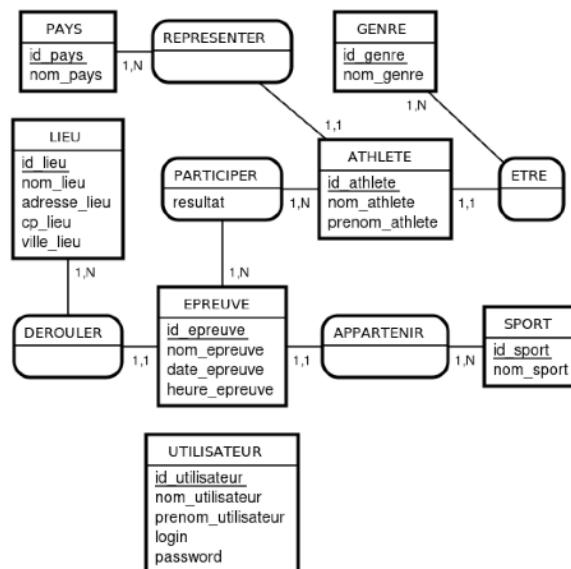 PAYS
id_pays
nom_pays
1,N
REPRESENTER
GENRE
id_genre
nom_genre
1,N
1,1
LIEU
id_lieu
nom_lieu
adresse_lieu
cp_lieu
ville_lieu
1,N
PARTICIPER
resultat
1,N
ATHLETE
id_athlete
nom_athlete
prenom_athlete
1,1
ETRE
1,N
DEROULER
1,1
EPREUVE
id_epreuve
nom_epreuve
date_epreuve
heure_epreuve
1,1
APPARTENIR
1,N
SPORT
id_sport
nom_sport
UTILISATEUR
id_utilisateur
nom_utilisateur
prenom_utilisateur
login
password